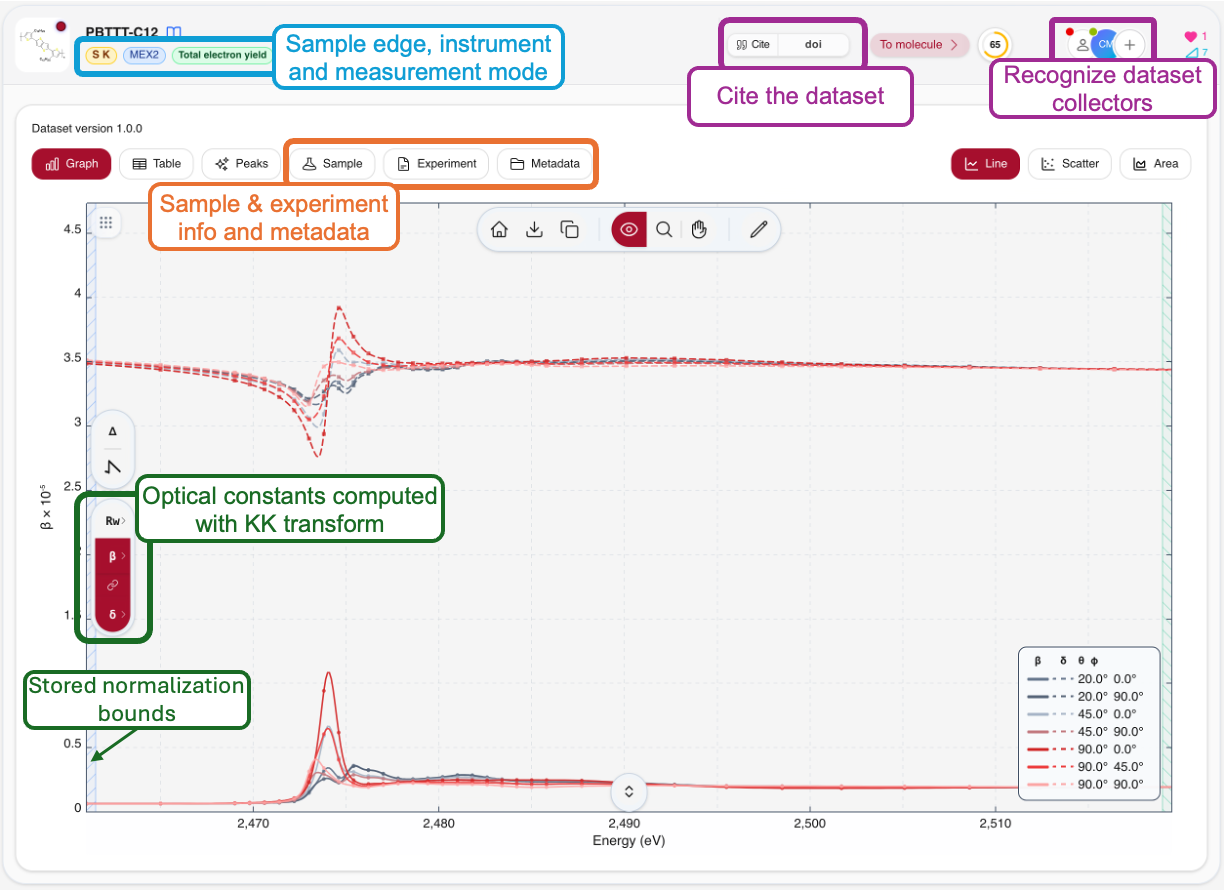 PBTTT-C12
S K MEX2 Total electron yield
Sample edge, instrument
and measurement mode
Cite doi
Cite the dataset
To molecule
65
CM
1
7
Recognize dataset
collectors
Dataset version 1.0.0
Graph Table Peaks Sample Experiment Metadata
Line Scatter Area
Sample & experiment
info and metadata
4.5
4
3.5
3
2.5
1.5
0.5
0
β × 10⁻⁵
Δ
Rw
β
δ
Optical constants computed
with KK transform
Stored normalization
bounds
β δ θ ϕ
20.0° 0.0°
20.0° 90.0°
45.0° 0.0°
45.0° 90.0°
90.0° 0.0°
90.0° 45.0°
90.0° 90.0°
2,470 2,480 2,490 2,500 2,510
Energy (eV)